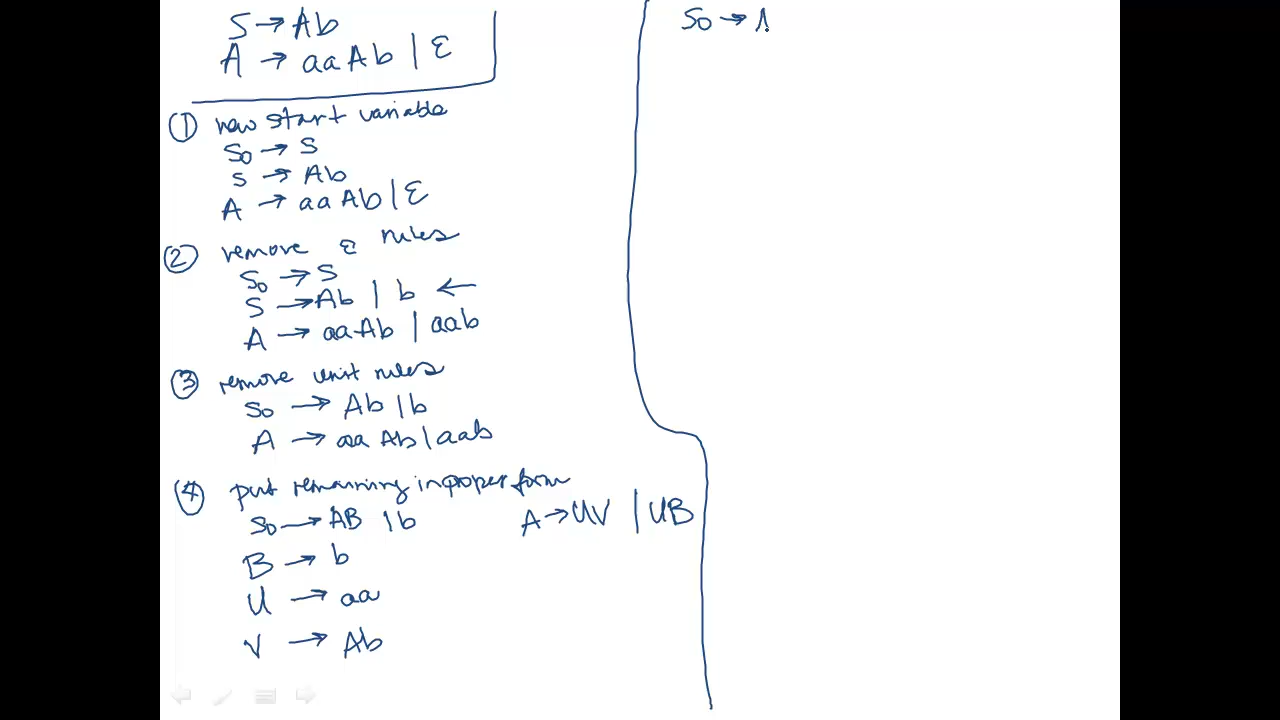 S → Ab
A → aaAb | ε
① new start variable
S₀ → S
S → Ab
A → aaAb | ε
② remove ε rules
S₀ → S
S → Ab | b ←
A → aaAb | aab
③ remove unit rules
S₀ → Ab | b
A → aaAb | aab
④ put remaining in proper form
S₀ → AB | b
B → b
U → aa
V → Ab
A → UV | UB
S₀ → A